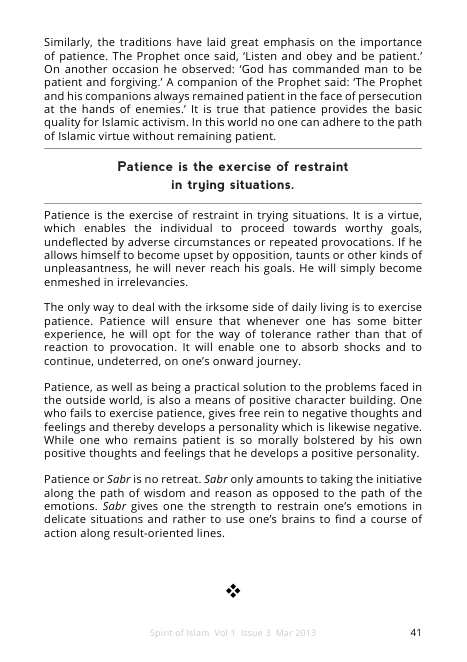 Similarly, the traditions have laid great emphasis on the importance
of patience. The Prophet once said, ‘Listen and obey and be patient.’
On another occasion he observed: ‘God has commanded man to be
patient and forgiving.’ A companion of the Prophet said: ‘The Prophet
and his companions always remained patient in the face of persecution
at the hands of enemies.’ It is true that patience provides the basic
quality for Islamic activism. In this world no one can adhere to the path
of Islamic virtue without remaining patient.
Patience is the exercise of restraint
in trying situations.
Patience is the exercise of restraint in trying situations. It is a virtue,
which enables the individual to proceed towards worthy goals,
undeflected by adverse circumstances or repeated provocations. If he
allows himself to become upset by opposition, taunts or other kinds of
unpleasantness, he will never reach his goals. He will simply become
enmeshed in irrelevancies.
The only way to deal with the irksome side of daily living is to exercise
patience. Patience will ensure that whenever one has some bitter
experience, he will opt for the way of tolerance rather than that of
reaction to provocation. It will enable one to absorb shocks and to
continue, undeterred, on one’s onward journey.
Patience, as well as being a practical solution to the problems faced in
the outside world, is also a means of positive character building. One
who fails to exercise patience, gives free rein to negative thoughts and
feelings and thereby develops a personality which is likewise negative.
While one who remains patient is so morally bolstered by his own
positive thoughts and feelings that he develops a positive personality.
Patience or Sabr is no retreat. Sabr only amounts to taking the initiative
along the path of wisdom and reason as opposed to the path of the
emotions. Sabr gives one the strength to restrain one’s emotions in
delicate situations and rather to use one’s brains to find a course of
action along result-oriented lines.
Spirit of Islam Vol 1 Issue 3 Mar 2013 41